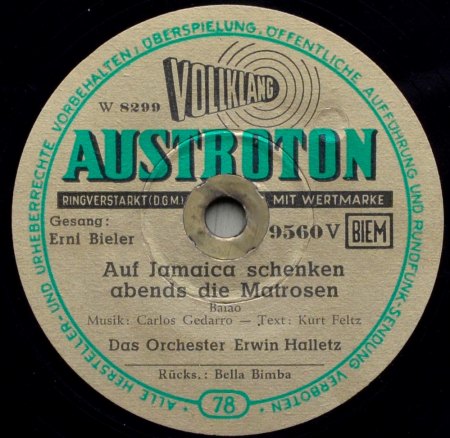 • ALLE HERSTELLER- UND URHEBERRECHTE VORBEHALTEN; ÜBERSPIELUNG, ÖFFENTLICHE AUFFÜHRUNG UND RUNDFUNK-SENDUNG VERBOTEN •
VOLLKLANG
W 8299
AUSTROTON
RINGVERSTÄRKT (D.G.M.) MIT WERTMARKE
Gesang:
Erni Bieler
9560 V
BIEM
Auf Jamaica schenken
abends die Matrosen
Baiao
Musik: Carlos Gedarro — Text: Kurt Feltz
Das Orchester Erwin Halletz
Rücks.: Bella Bimba
78